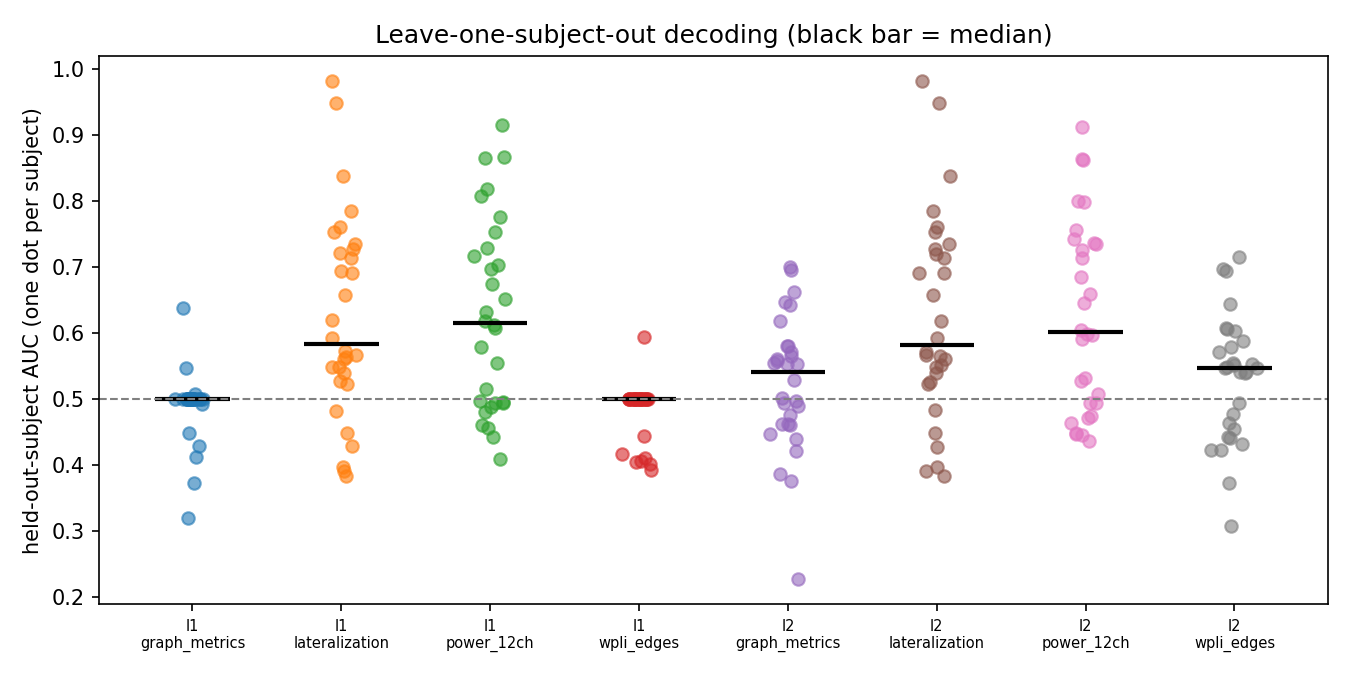 Leave-one-subject-out decoding (black bar = median)
held-out-subject AUC (one dot per subject)
1.0
0.9
0.8
0.7
0.6
0.5
0.4
0.3
0.2
l1
graph_metrics
l1
lateralization
l1
power_12ch
l1
wpli_edges
l2
graph_metrics
l2
lateralization
l2
power_12ch
l2
wpli_edges